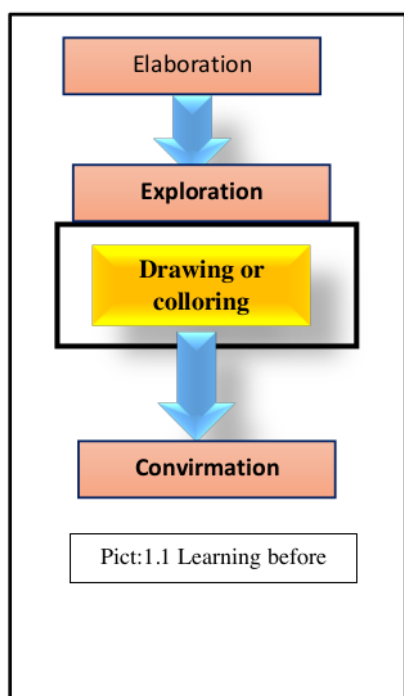 Elaboration
Exploration
Drawing or
colloring
Convirmation
Pict:1.1 Learning before